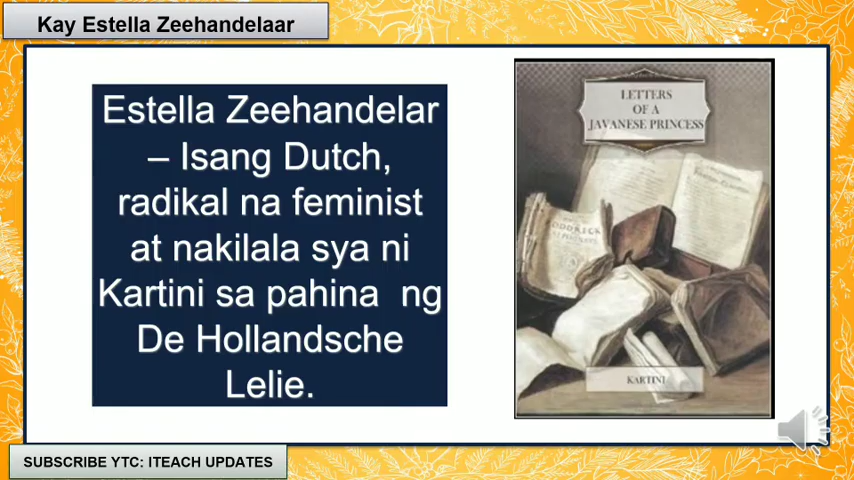 Kay Estella Zeehandelaar
Estella Zeehandelar
– Isang Dutch,
radikal na feminist
at nakilala sya ni
Kartini sa pahina ng
De Hollandsche
Lelie.
LETTERS
OF A
JAVANESE PRINCESS
KARTINI
SUBSCRIBE YTC: ITEACH UPDATES